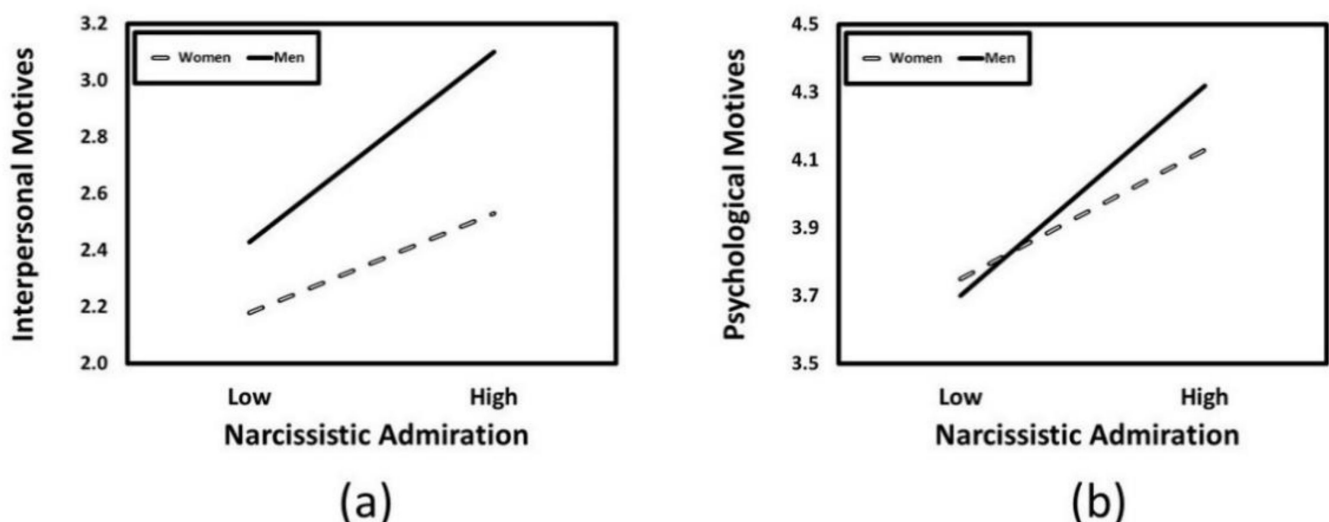 Interpersonal Motives
3.2
3.0
2.8
2.6
2.4
2.2
2.0
Women Men
Low High
Narcissistic Admiration
(a)
Psychological Motives
4.5
4.3
4.1
3.9
3.7
3.5
Women Men
Low High
Narcissistic Admiration
(b)